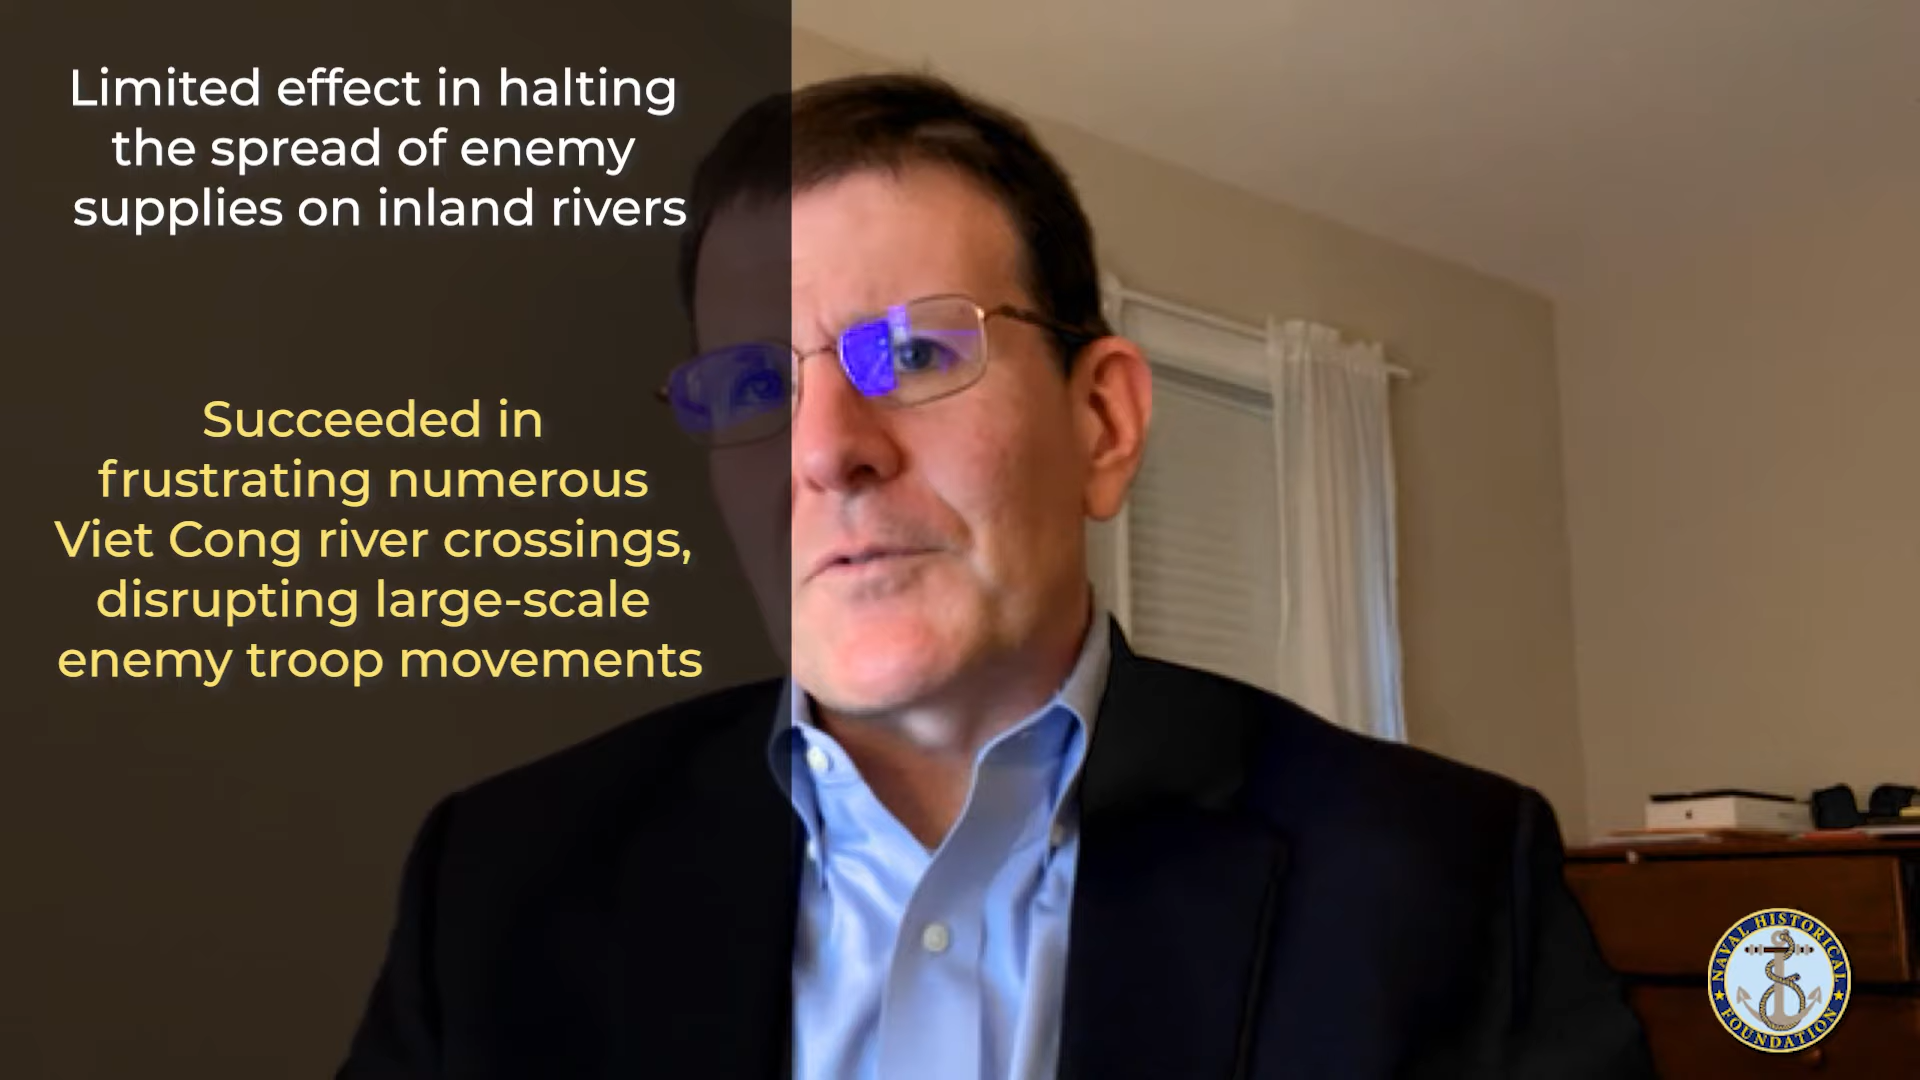 Limited effect in halting
the spread of enemy
supplies on inland rivers
Succeeded in
frustrating numerous
Viet Cong river crossings,
disrupting large-scale
enemy troop movements
NAVAL HISTORICAL
FOUNDATION